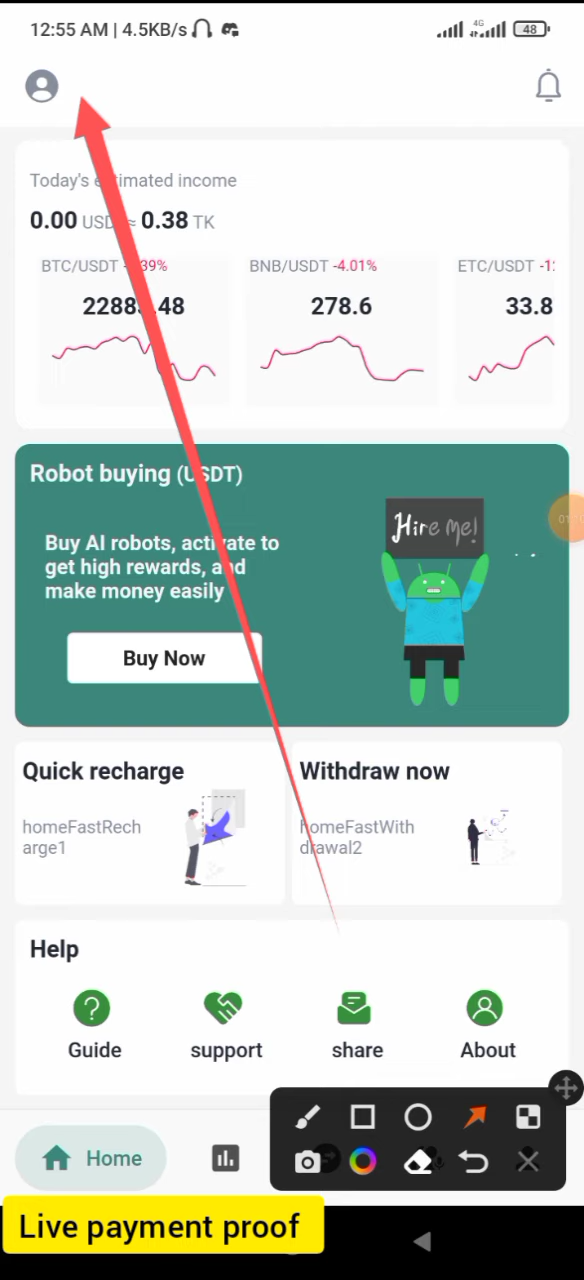 12:55 AM | 4.5KB/s
4G
48
Today's estimated income
0.00 USD ≈ 0.38 TK
BTC/USDT
39%
BNB/USDT -4.01%
ETC/USDT -1
278.6
33.8
Robot buying (USDT)
Hire me!
Buy AI robots, activate to
get high rewards, and
make money easily
Buy Now
Quick recharge
Withdraw now
homeFastRech
arge1
homeFastWith
drawal2
Help
Guide
support
share
About
Home
Live payment proof